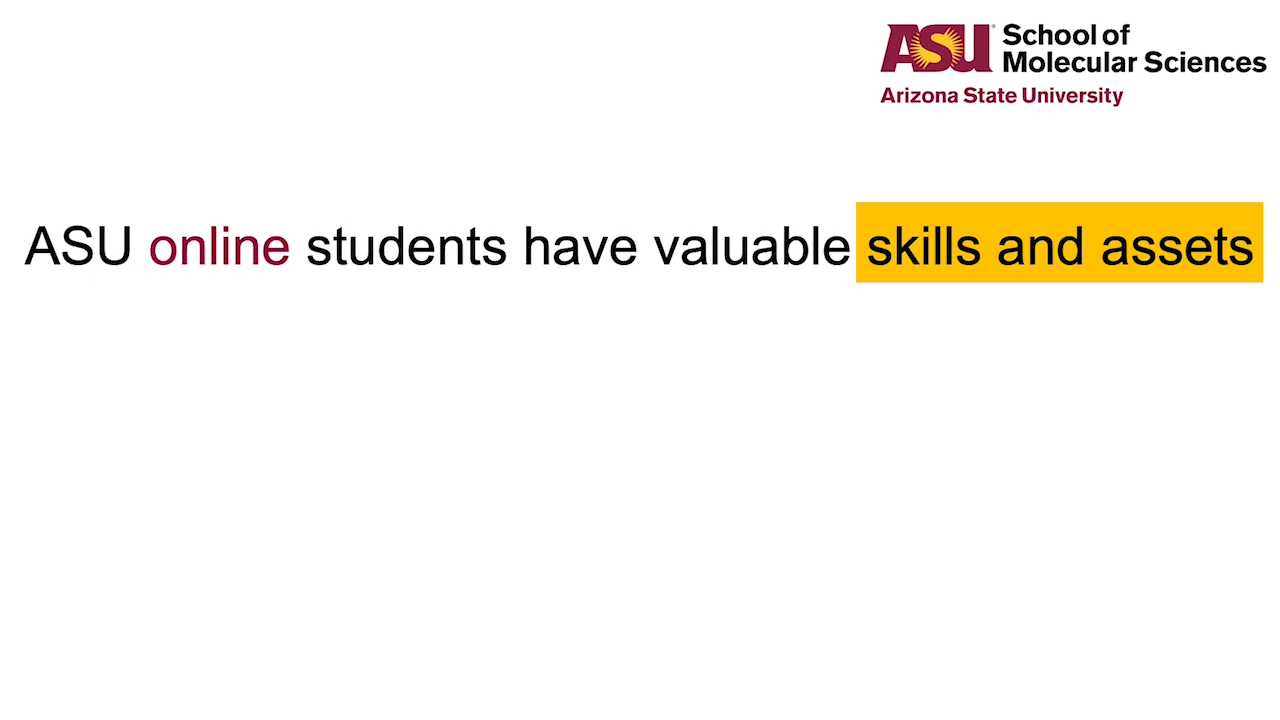 ASU School of
Molecular Sciences
Arizona State University
ASU online students have valuable skills and assets